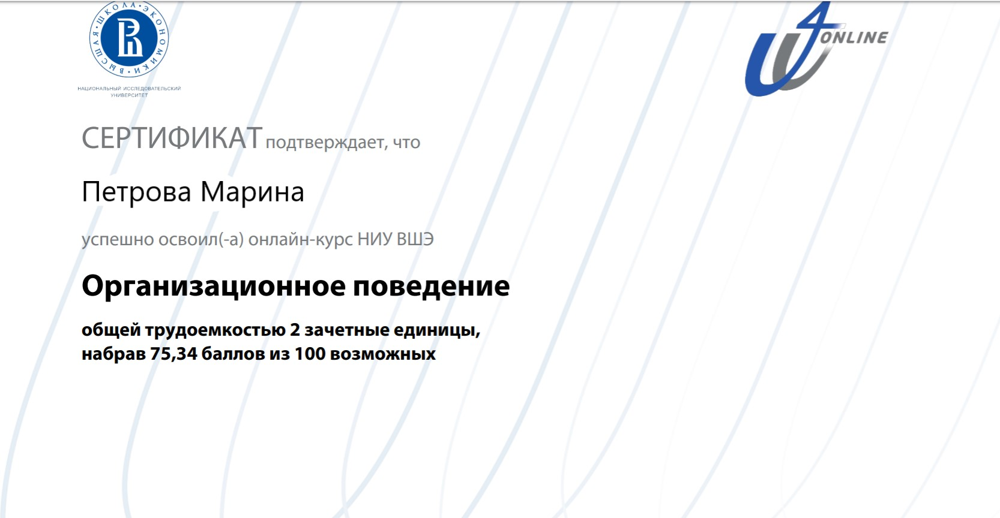 ВЫСШАЯ • ШКОЛА • ЭКОНОМИКИ •
НАЦИОНАЛЬНЫЙ ИССЛЕДОВАТЕЛЬСКИЙ
УНИВЕРСИТЕТ
U4
ONLINE
СЕРТИФИКАТ подтверждает, что
Петрова Марина
успешно освоил(-а) онлайн-курс НИУ ВШЭ
Организационное поведение
общей трудоемкостью 2 зачетные единицы,
набрав 75,34 баллов из 100 возможных